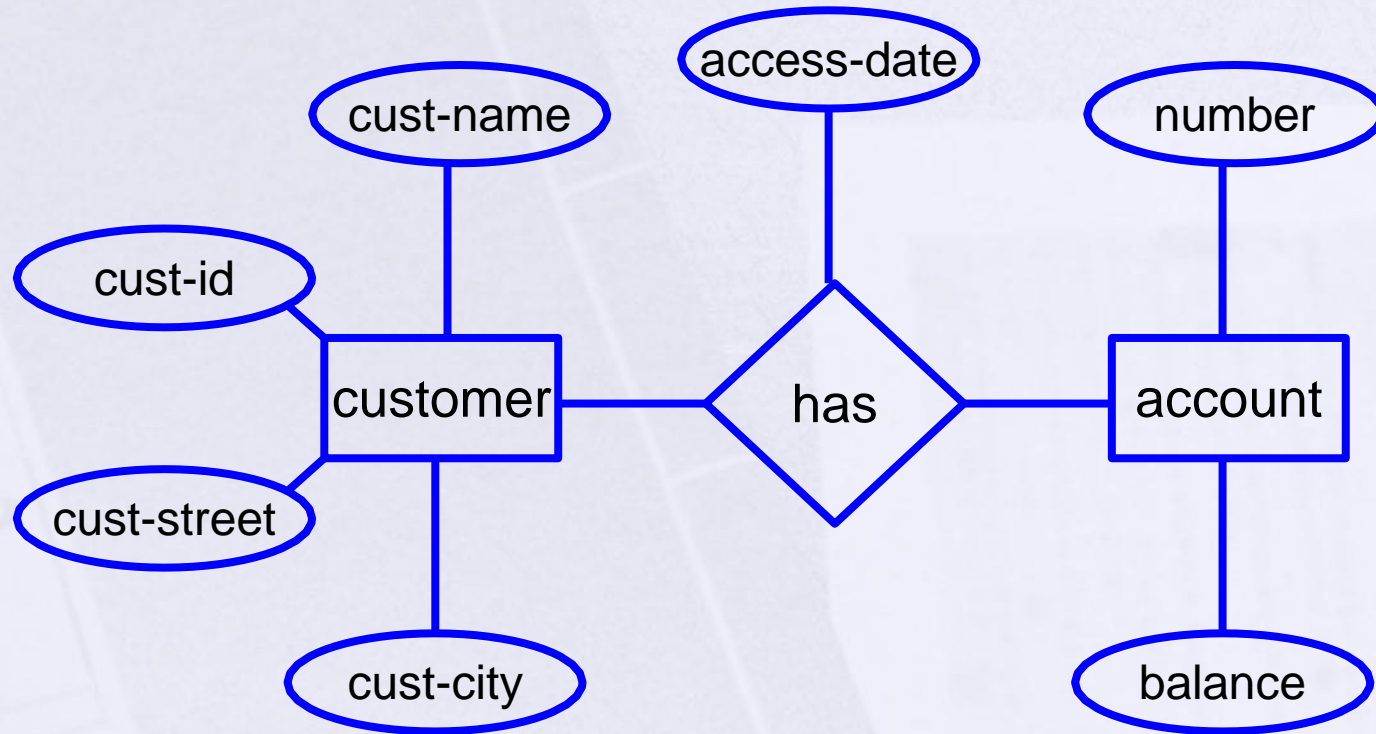 access-date
cust-name
number
cust-id
customer
has
account
cust-street
cust-city
balance